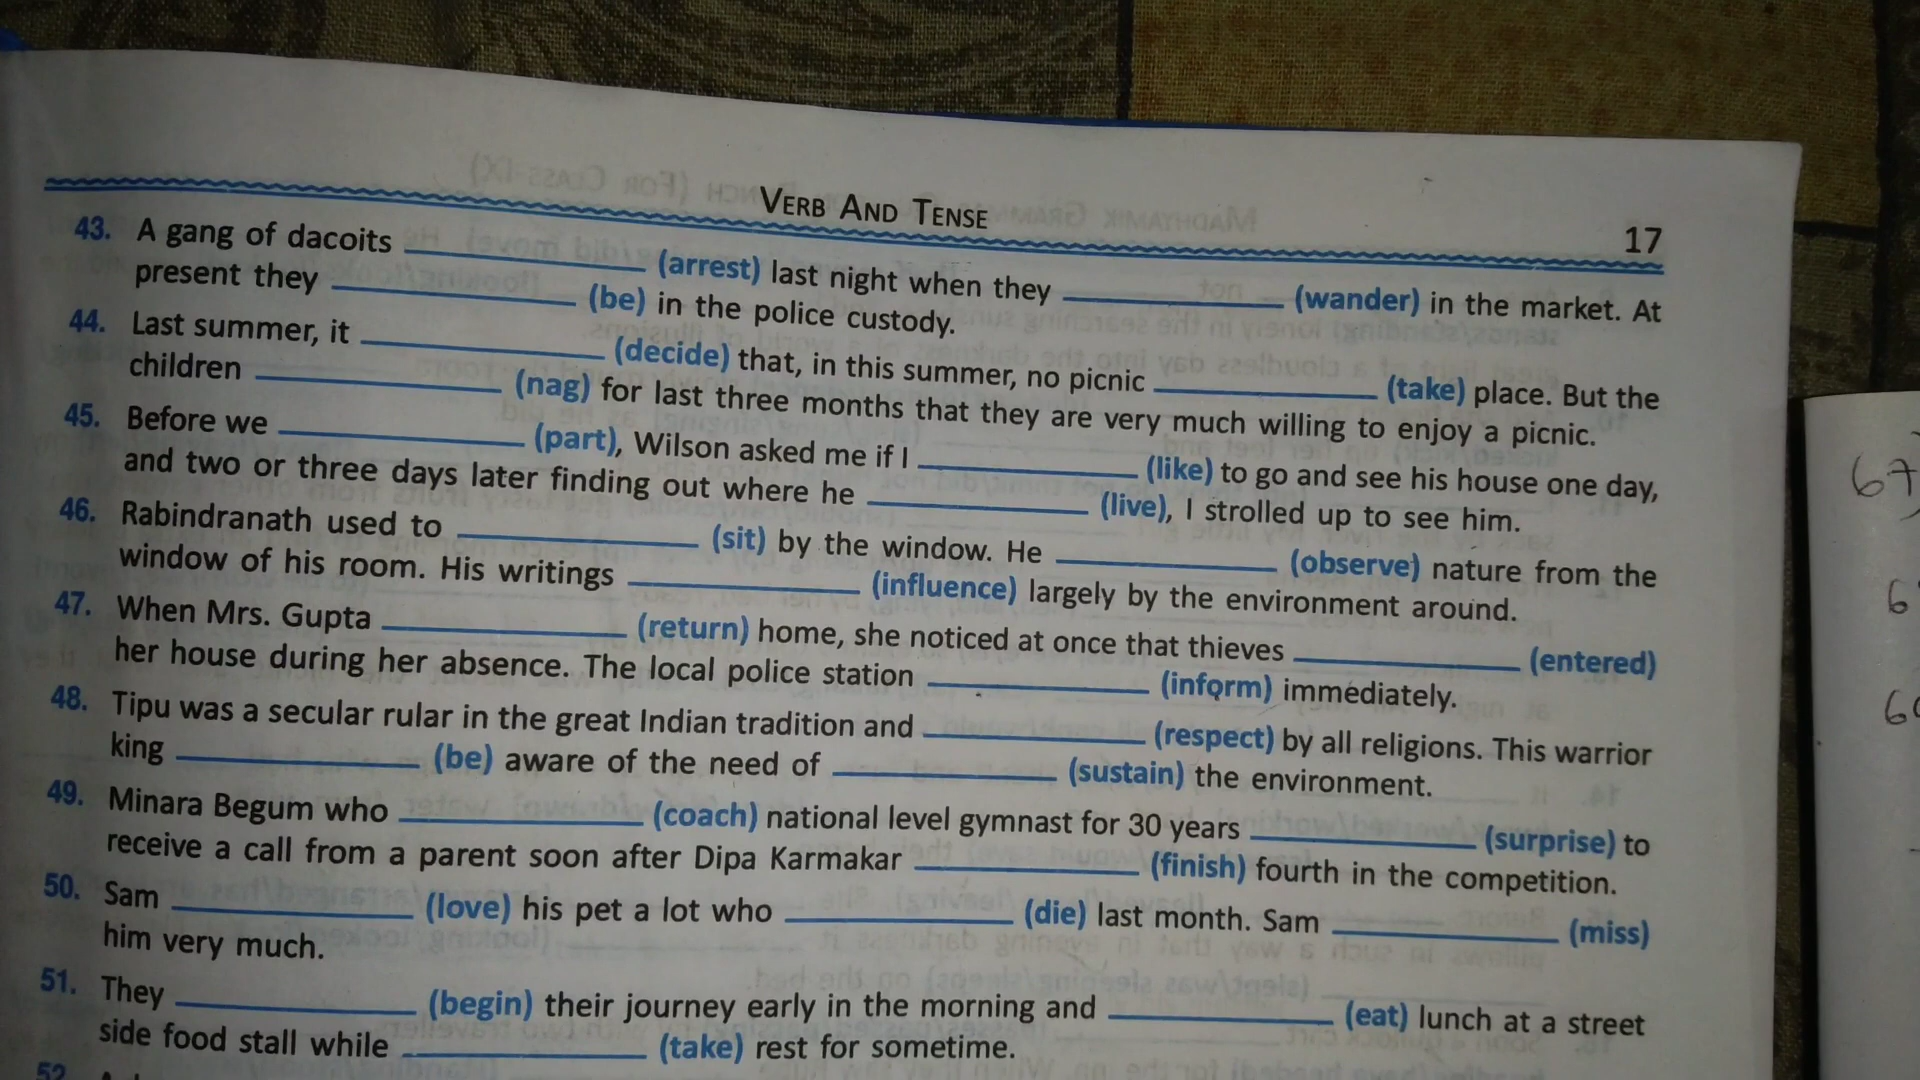 VERB AND TENSE
17
43. A gang of dacoits ____________ (arrest) last night when they ____________ (wander) in the market. At
present they ____________ (be) in the police custody.
44. Last summer, it ____________ (decide) that, in this summer, no picnic ____________ (take) place. But the
children ____________ (nag) for last three months that they are very much willing to enjoy a picnic.
45. Before we ____________ (part), Wilson asked me if I ____________ (like) to go and see his house one day,
and two or three days later finding out where he ____________ (live), I strolled up to see him.
46. Rabindranath used to ____________ (sit) by the window. He ____________ (observe) nature from the
window of his room. His writings ____________ (influence) largely by the environment around.
47. When Mrs. Gupta ____________ (return) home, she noticed at once that thieves ____________ (entered)
her house during her absence. The local police station ____________ (inform) immediately.
48. Tipu was a secular rular in the great Indian tradition and ____________ (respect) by all religions. This warrior
king ____________ (be) aware of the need of ____________ (sustain) the environment.
49. Minara Begum who ____________ (coach) national level gymnast for 30 years ____________ (surprise) to
receive a call from a parent soon after Dipa Karmakar ____________ (finish) fourth in the competition.
50. Sam ____________ (love) his pet a lot who ____________ (die) last month. Sam ____________ (miss)
him very much.
51. They ____________ (begin) their journey early in the morning and ____________ (eat) lunch at a street
side food stall while ____________ (take) rest for sometime.
52.
67